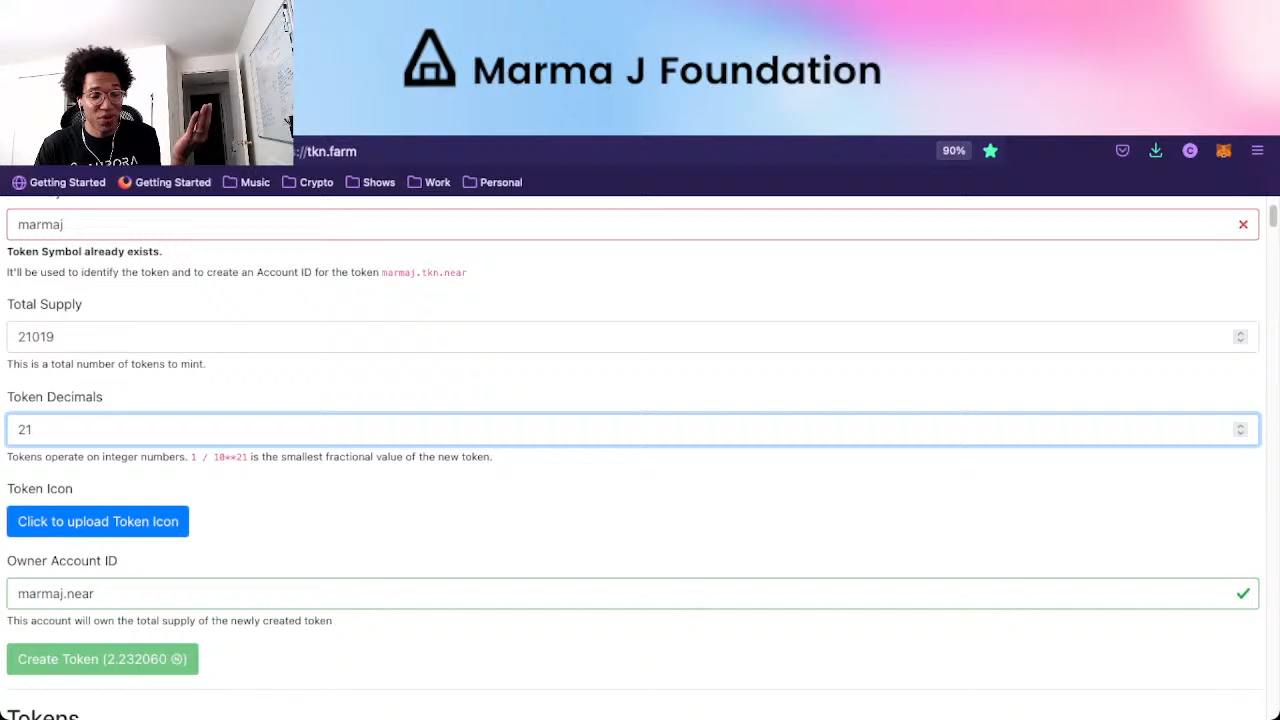 Marma J Foundation
://tkn.farm
90%
Getting Started
Getting Started
Music
Crypto
Shows
Work
Personal
marmaj
Token Symbol already exists.
It'll be used to identify the token and to create an Account ID for the token marmaj.tkn.near
Total Supply
21019
This is a total number of tokens to mint.
Token Decimals
21
Tokens operate on integer numbers. 1 / 10**21 is the smallest fractional value of the new token.
Token Icon
Click to upload Token Icon
Owner Account ID
marmaj.near
This account will own the total supply of the newly created token
Create Token (2.232060 Ⓝ)
Tokens